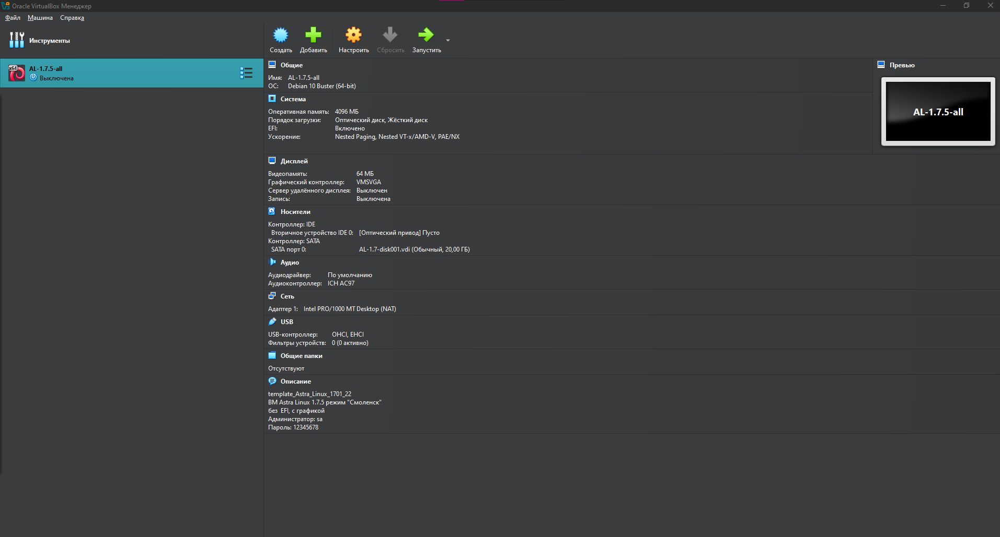 Oracle VirtualBox Менеджер
Файл Машина Справка
Инструменты
Создать Добавить Настроить Сбросить Запустить
x64
AL-1.7.5-all
Выключена
Общие
Имя: AL-1.7.5-all
ОС: Debian 10 Buster (64-bit)
Превью
AL-1.7.5-all
Система
Оперативная память: 4096 МБ
Порядок загрузки: Оптический диск, Жёсткий диск
EFI: Включено
Ускорение: Nested Paging, Nested VT-x/AMD-V, PAE/NX
Дисплей
Видеопамять: 64 МБ
Графический контроллер: VMSVGA
Сервер удалённого дисплея: Выключен
Запись: Выключена
Носители
Контроллер: IDE
Вторичное устройство IDE 0: [Оптический привод] Пусто
Контроллер: SATA
SATA порт 0: AL-1.7-disk001.vdi (Обычный, 20,00 ГБ)
Аудио
Аудиодрайвер: По умолчанию
Аудиоконтроллер: ICH AC97
Сеть
Адаптер 1: Intel PRO/1000 MT Desktop (NAT)
USB
USB-контроллер: OHCI, EHCI
Фильтры устройств: 0 (0 активно)
Общие папки
Отсутствуют
Описание
template_Astra_Linux_1701_22
ВМ Astra Linux 1.7.5 режим "Смоленск"
без EFI, с графикой
Администратор: sa
Пароль: 12345678